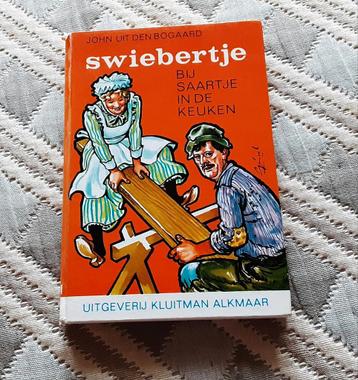 JOHN UIT DEN BOGAARD
swiebertje
BIJ
SAARTJE
IN DE
KEUKEN
UITGEVERIJ KLUITMAN ALKMAAR